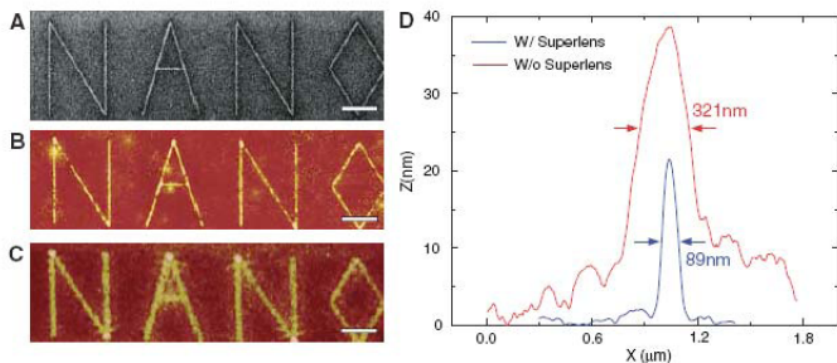 A
NANO
B
NANO
C
NANO
D
Z(nm)
40
30
20
10
0
W/ Superlens
W/o Superlens
321nm
89nm
0.0 0.6 1.2 1.8
X (μm)